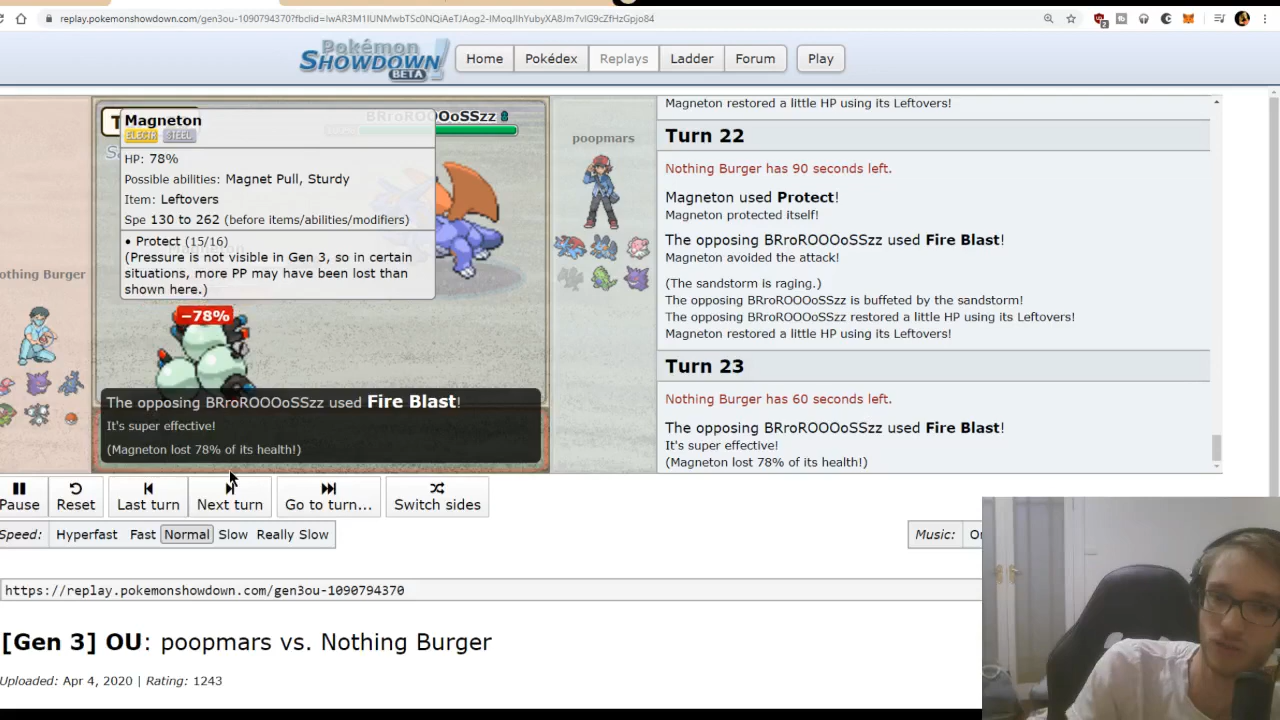 replay.pokemonshowdown.com/gen3ou-1090794370?fbclid=IwAR3M1IUNMwbTSc0NQiAeTJAog2-IMoqJlhYubyXA8Jm7vIG9cZfHzGpjo84
Pokémon
SHOWDOWN!
BETA
Home
Pokédex
Replays
Ladder
Forum
Play
Magneton
ELECTR STEEL
HP: 78%
Possible abilities: Magnet Pull, Sturdy
Item: Leftovers
Spe 130 to 262 (before items/abilities/modifiers)
• Protect (15/16)
(Pressure is not visible in Gen 3, so in certain
situations, more PP may have been lost than
shown here.)
BRroROOOoSSzz
othing Burger
−78%
The opposing BRroROOOoSSzz used Fire Blast!
It's super effective!
(Magneton lost 78% of its health!)
poopmars
Magneton restored a little HP using its Leftovers!
Turn 22
Nothing Burger has 90 seconds left.
Magneton used Protect!
Magneton protected itself!
The opposing BRroROOOoSSzz used Fire Blast!
Magneton avoided the attack!
(The sandstorm is raging.)
The opposing BRroROOOoSSzz is buffeted by the sandstorm!
The opposing BRroROOOoSSzz restored a little HP using its Leftovers!
Magneton restored a little HP using its Leftovers!
Turn 23
Nothing Burger has 60 seconds left.
The opposing BRroROOOoSSzz used Fire Blast!
It's super effective!
(Magneton lost 78% of its health!)
Pause
Reset
Last turn
Next turn
Go to turn...
Switch sides
Speed:
Hyperfast
Fast
Normal
Slow
Really Slow
Music:
https://replay.pokemonshowdown.com/gen3ou-1090794370
[Gen 3] OU: poopmars vs. Nothing Burger
Uploaded: Apr 4, 2020 | Rating: 1243